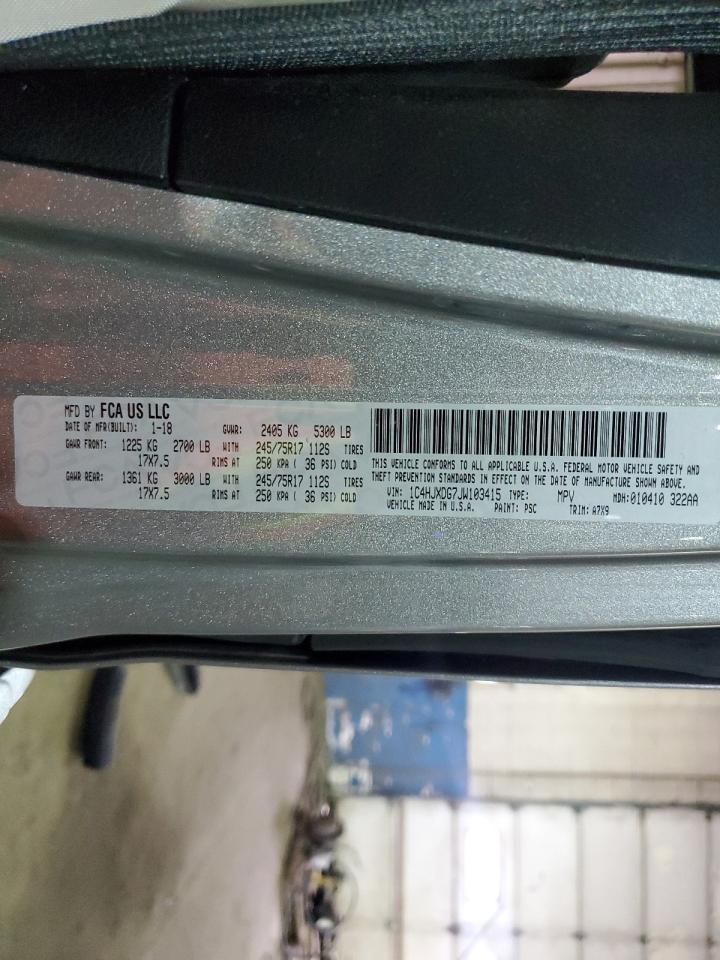 MFD BY FCA US LLC
DATE OF MFR(BUILT): 1-18 GVWR: 2405 KG 5300 LB
GAWR FRONT: 1225 KG 2700 LB WITH 245/75R17 112S TIRES
17X7.5 RIMS AT 250 KPA ( 36 PSI) COLD
GAWR REAR: 1361 KG 3000 LB WITH 245/75R17 112S TIRES
17X7.5 RIMS AT 250 KPA ( 36 PSI) COLD
THIS VEHICLE CONFORMS TO ALL APPLICABLE U.S.A. FEDERAL MOTOR VEHICLE SAFETY AND
THEFT PREVENTION STANDARDS IN EFFECT ON THE DATE OF MANUFACTURE SHOWN ABOVE.
VIN: 1C4HJXDG7JW103415 TYPE: MPV MDH:010410 322AA
VEHICLE MADE IN U.S.A. PAINT: PSC TRIM: A7X9